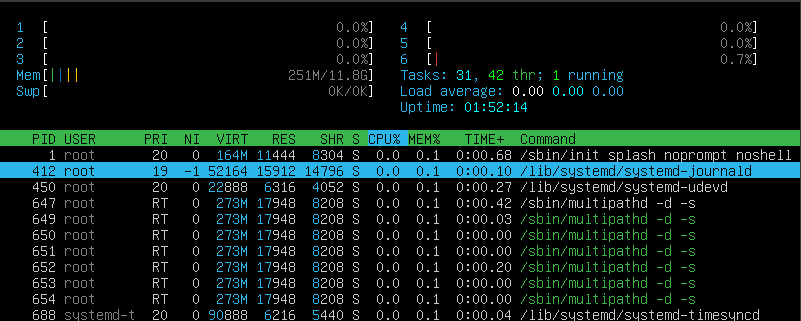 1 [ 0.0%] 4 [ 0.0%]
2 [ 0.0%] 5 [ 0.0%]
3 [ 0.0%] 6 [| 0.7%]
Mem[|||| 251M/11.8G] Tasks: 31, 42 thr; 1 running
Swp[ 0K/0K] Load average: 0.00 0.00 0.00
Uptime: 01:52:14
PID USER PRI NI VIRT RES SHR S CPU% MEM% TIME+ Command
1 root 20 0 164M 11444 8304 S 0.0 0.1 0:00.68 /sbin/init splash noprompt noshell
412 root 19 -1 52164 15912 14796 S 0.0 0.1 0:00.10 /lib/systemd/systemd-journald
450 root 20 0 22888 6316 4052 S 0.0 0.1 0:00.27 /lib/systemd/systemd-udevd
647 root RT 0 273M 17948 8208 S 0.0 0.1 0:00.42 /sbin/multipathd -d -s
649 root RT 0 273M 17948 8208 S 0.0 0.1 0:00.03 /sbin/multipathd -d -s
650 root RT 0 273M 17948 8208 S 0.0 0.1 0:00.00 /sbin/multipathd -d -s
651 root RT 0 273M 17948 8208 S 0.0 0.1 0:00.00 /sbin/multipathd -d -s
652 root RT 0 273M 17948 8208 S 0.0 0.1 0:00.20 /sbin/multipathd -d -s
653 root RT 0 273M 17948 8208 S 0.0 0.1 0:00.00 /sbin/multipathd -d -s
654 root RT 0 273M 17948 8208 S 0.0 0.1 0:00.00 /sbin/multipathd -d -s
688 systemd-t 20 0 90888 6216 5440 S 0.0 0.1 0:00.04 /lib/systemd/systemd-timesyncd